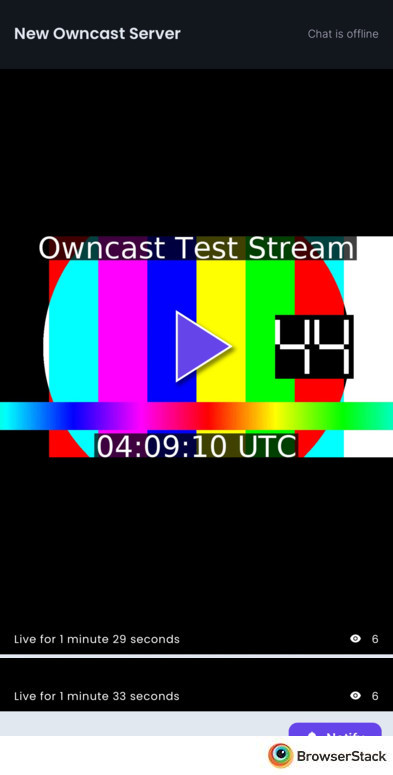 New Owncast Server
Chat is offline
Owncast Test Stream
44
04:09:10 UTC
Live for 1 minute 29 seconds
6
Live for 1 minute 33 seconds
6
Notify
BrowserStack